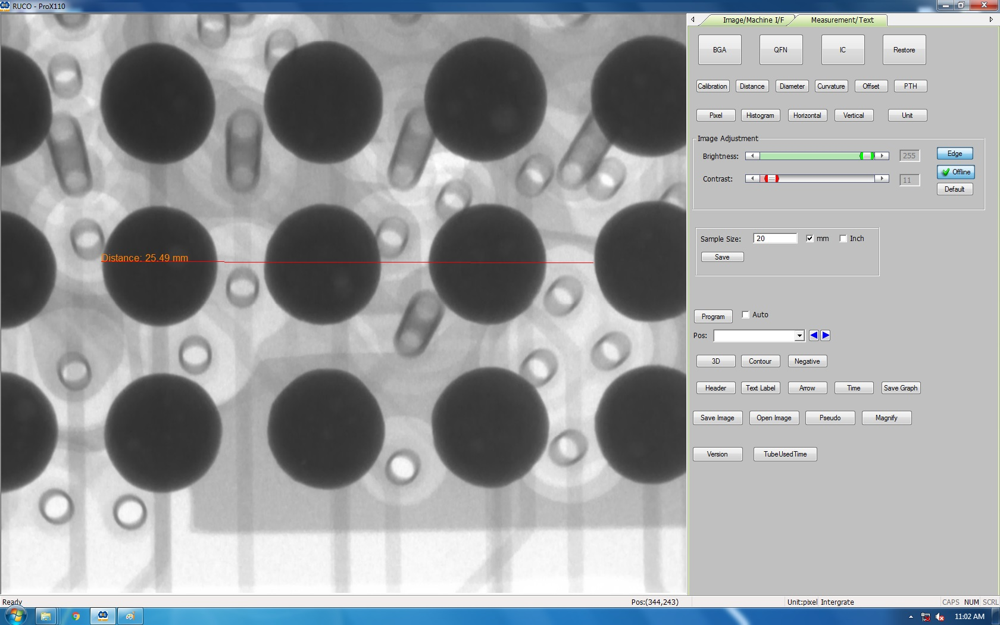 RUCO - ProX110
Image/Machine I/F
Measurement/Text
BGA
QFN
IC
Restore
Calibration
Distance
Diameter
Curvature
Offset
PTH
Pixel
Histogram
Horizontal
Vertical
Unit
Image Adjustment
Brightness:
255
Edge
Contrast:
11
Offline
Default
Sample Size:
20
mm
Inch
Save
Distance: 25.49 mm
Program
Auto
Pos:
3D
Contour
Negative
Header
Text Label
Arrow
Time
Save Graph
Save Image
Open Image
Pseudo
Magnify
Version
TubeUsedTime
Ready
Pos:(344,243)
Unit:pixel
Intergrate
CAPS
NUM
SCRL
11:02 AM